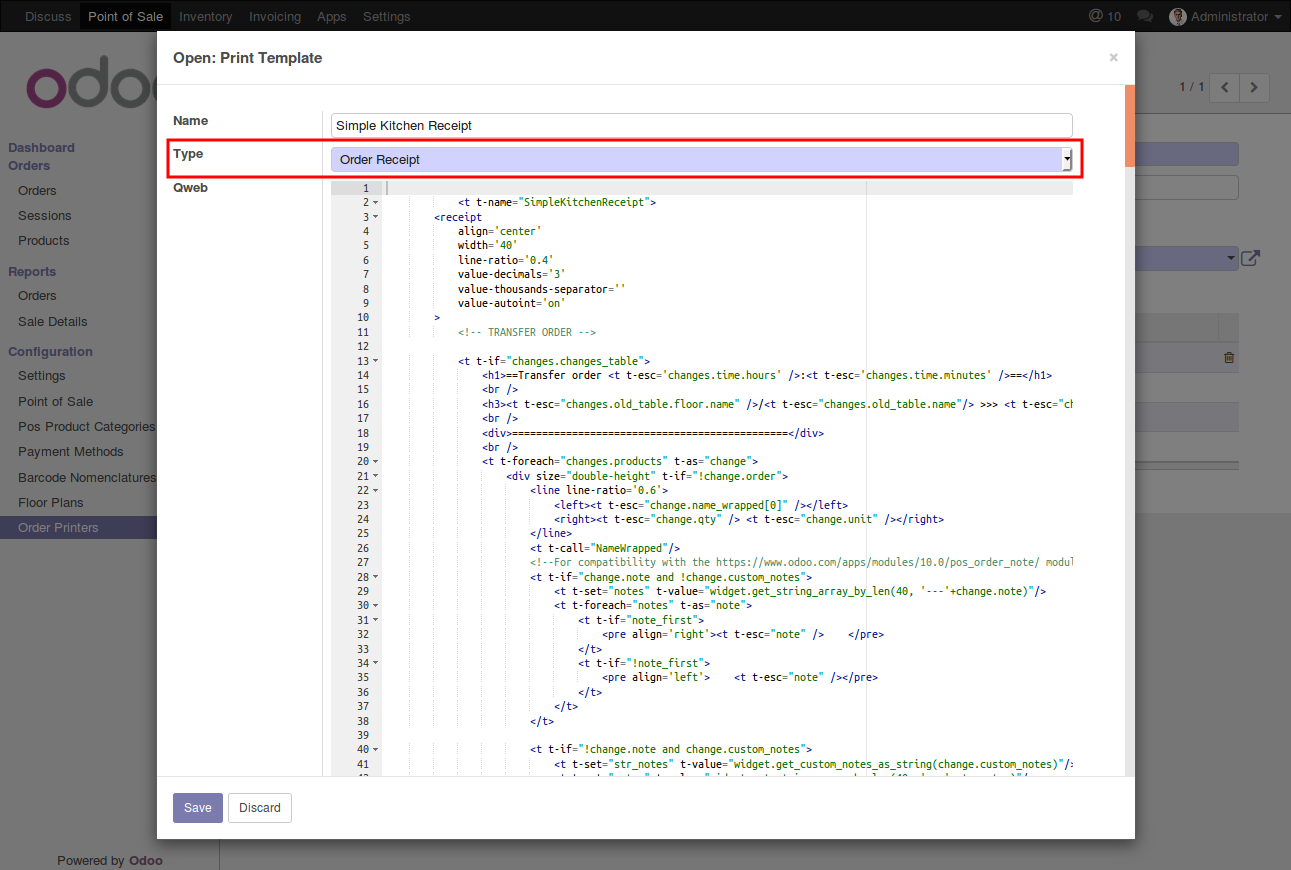 Discuss Point of Sale Inventory Invoicing Apps Settings @ 10 Administrator
Open: Print Template ×
odoo
1 / 1
Dashboard
Orders
Orders
Sessions
Products
Reports
Orders
Sale Details
Configuration
Settings
Point of Sale
Pos Product Categories
Payment Methods
Barcode Nomenclatures
Floor Plans
Order Printers
Powered by Odoo
Name Simple Kitchen Receipt
Type Order Receipt
Qweb
1
2 <t t-name="SimpleKitchenReceipt">
3 <receipt
4 align='center'
5 width='40'
6 line-ratio='0.4'
7 value-decimals='3'
8 value-thousands-separator=''
9 value-autoint='on'
10 >
11 <!-- TRANSFER ORDER -->
12
13 <t t-if="changes.changes_table">
14 <h1>==Transfer order <t t-esc='changes.time.hours' />:<t t-esc='changes.time.minutes' />==</h1>
15 <br />
16 <h3><t t-esc="changes.old_table.floor.name" />/<t t-esc="changes.old_table.name"/> >>> <t t-esc="ch
17 <br />
18 <div>==============================================</div>
19 <br />
20 <t t-foreach="changes.products" t-as="change">
21 <div size="double-height" t-if="!change.order">
22 <line line-ratio='0.6'>
23 <left><t t-esc="change.name_wrapped[0]" /></left>
24 <right><t t-esc="change.qty" /> <t t-esc="change.unit" /></right>
25 </line>
26 <t t-call="NameWrapped"/>
27 <!--For compatibility with the https://www.odoo.com/apps/modules/10.0/pos_order_note/ modul
28 <t t-if="change.note and !change.custom_notes">
29 <t t-set="notes" t-value="widget.get_string_array_by_len(40, '---'+change.note)"/>
30 <t t-foreach="notes" t-as="note">
31 <t t-if="note_first">
32 <pre align='right'><t t-esc="note" /> </pre>
33 </t>
34 <t t-if="!note_first">
35 <pre align='left'> <t t-esc="note" /></pre>
36 </t>
37 </t>
38 </t>
39
40 <t t-if="!change.note and change.custom_notes">
41 <t t-set="str_notes" t-value="widget.get_custom_notes_as_string(change.custom_notes)"/>
Save Discard